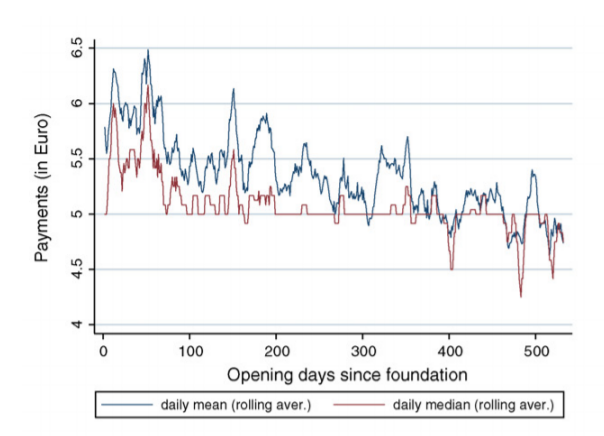 Payments (in Euro)
6.5
6
5.5
5
4.5
4
0 100 200 300 400 500
Opening days since foundation
daily mean (rolling aver.) daily median (rolling aver.)